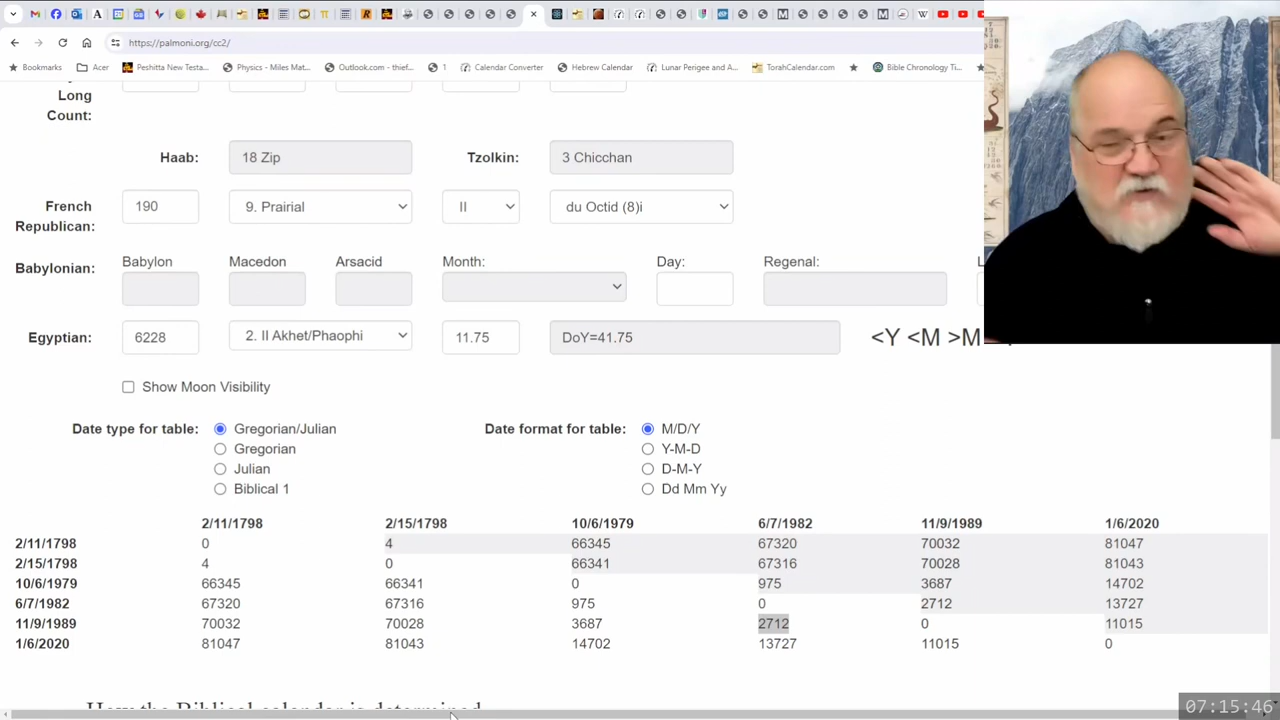 https://palmoni.org/cc2/
Bookmarks Acer Peshitta New Testa... Physics - Miles Mat... Outlook.com - thief... 1 Calendar Converter Hebrew Calendar Lunar Perigee and A... TorahCalendar.com Bible Chronology Ti...
Long
Count:
Haab: 18 Zip Tzolkin: 3 Chicchan
French
Republican: 190 9. Prairial II du Octid (8)i
Babylonian: Babylon Macedon Arsacid Month: Day: Regenal:
Egyptian: 6228 2. II Akhet/Phaophi 11.75 DoY=41.75 <Y <M >M
Show Moon Visibility
Date type for table: Gregorian/Julian Date format for table: M/D/Y
Gregorian Y-M-D
Julian D-M-Y
Biblical 1 Dd Mm Yy
2/11/1798 2/15/1798 10/6/1979 6/7/1982 11/9/1989 1/6/2020
2/11/1798 0 4 66345 67320 70032 81047
2/15/1798 4 0 66341 67316 70028 81043
10/6/1979 66345 66341 0 975 3687 14702
6/7/1982 67320 67316 975 0 2712 13727
11/9/1989 70032 70028 3687 2712 0 11015
1/6/2020 81047 81043 14702 13727 11015 0
How the Biblical calendar is determined
07:15:46